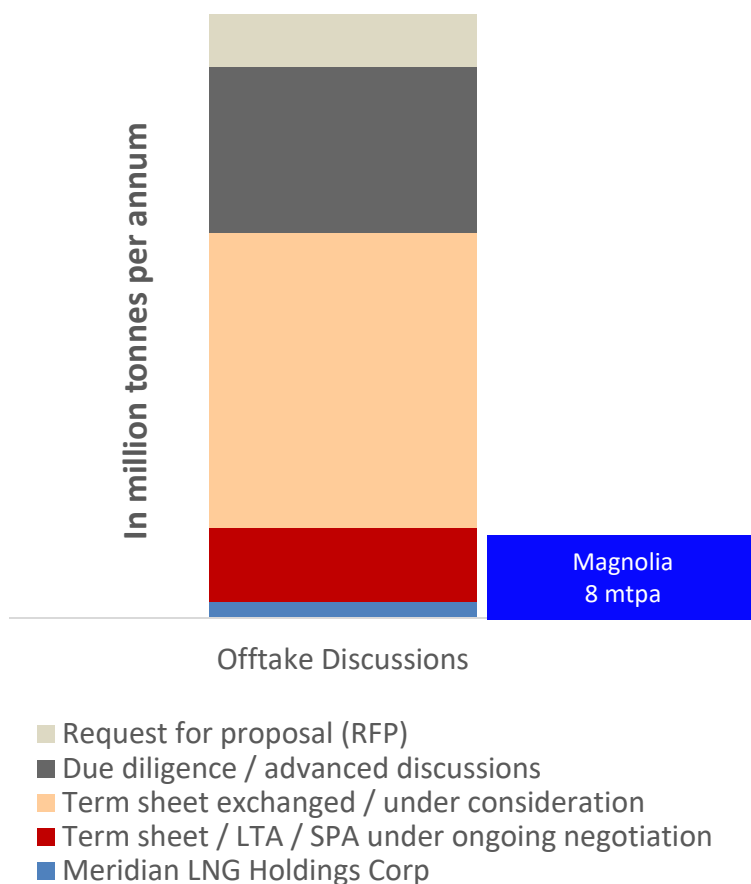 In million tonnes per annum
Magnolia
8 mtpa
Offtake Discussions
Request for proposal (RFP)
Due diligence / advanced discussions
Term sheet exchanged / under consideration
Term sheet / LTA / SPA under ongoing negotiation
Meridian LNG Holdings Corp